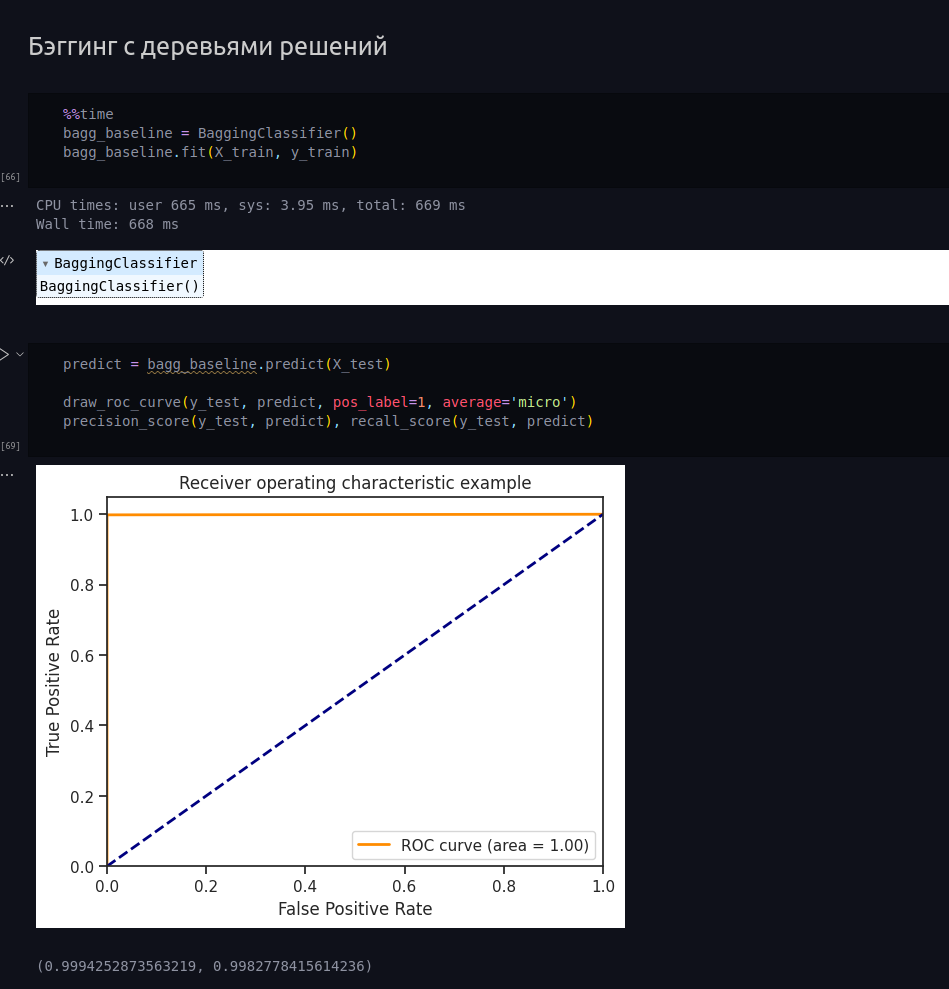 Бэггинг с деревьями решений
%%time
bagg_baseline = BaggingClassifier()
bagg_baseline.fit(X_train, y_train)
[66]
... CPU times: user 665 ms, sys: 3.95 ms, total: 669 ms
Wall time: 668 ms
</> ▾ BaggingClassifier
BaggingClassifier()
predict = bagg_baseline.predict(X_test)
draw_roc_curve(y_test, predict, pos_label=1, average='micro')
precision_score(y_test, predict), recall_score(y_test, predict)
[69]
...
Receiver operating characteristic example
1.0
0.8
0.6
0.4
0.2
0.0
True Positive Rate
ROC curve (area = 1.00)
0.0 0.2 0.4 0.6 0.8 1.0
False Positive Rate
(0.9994252873563219, 0.9982778415614236)